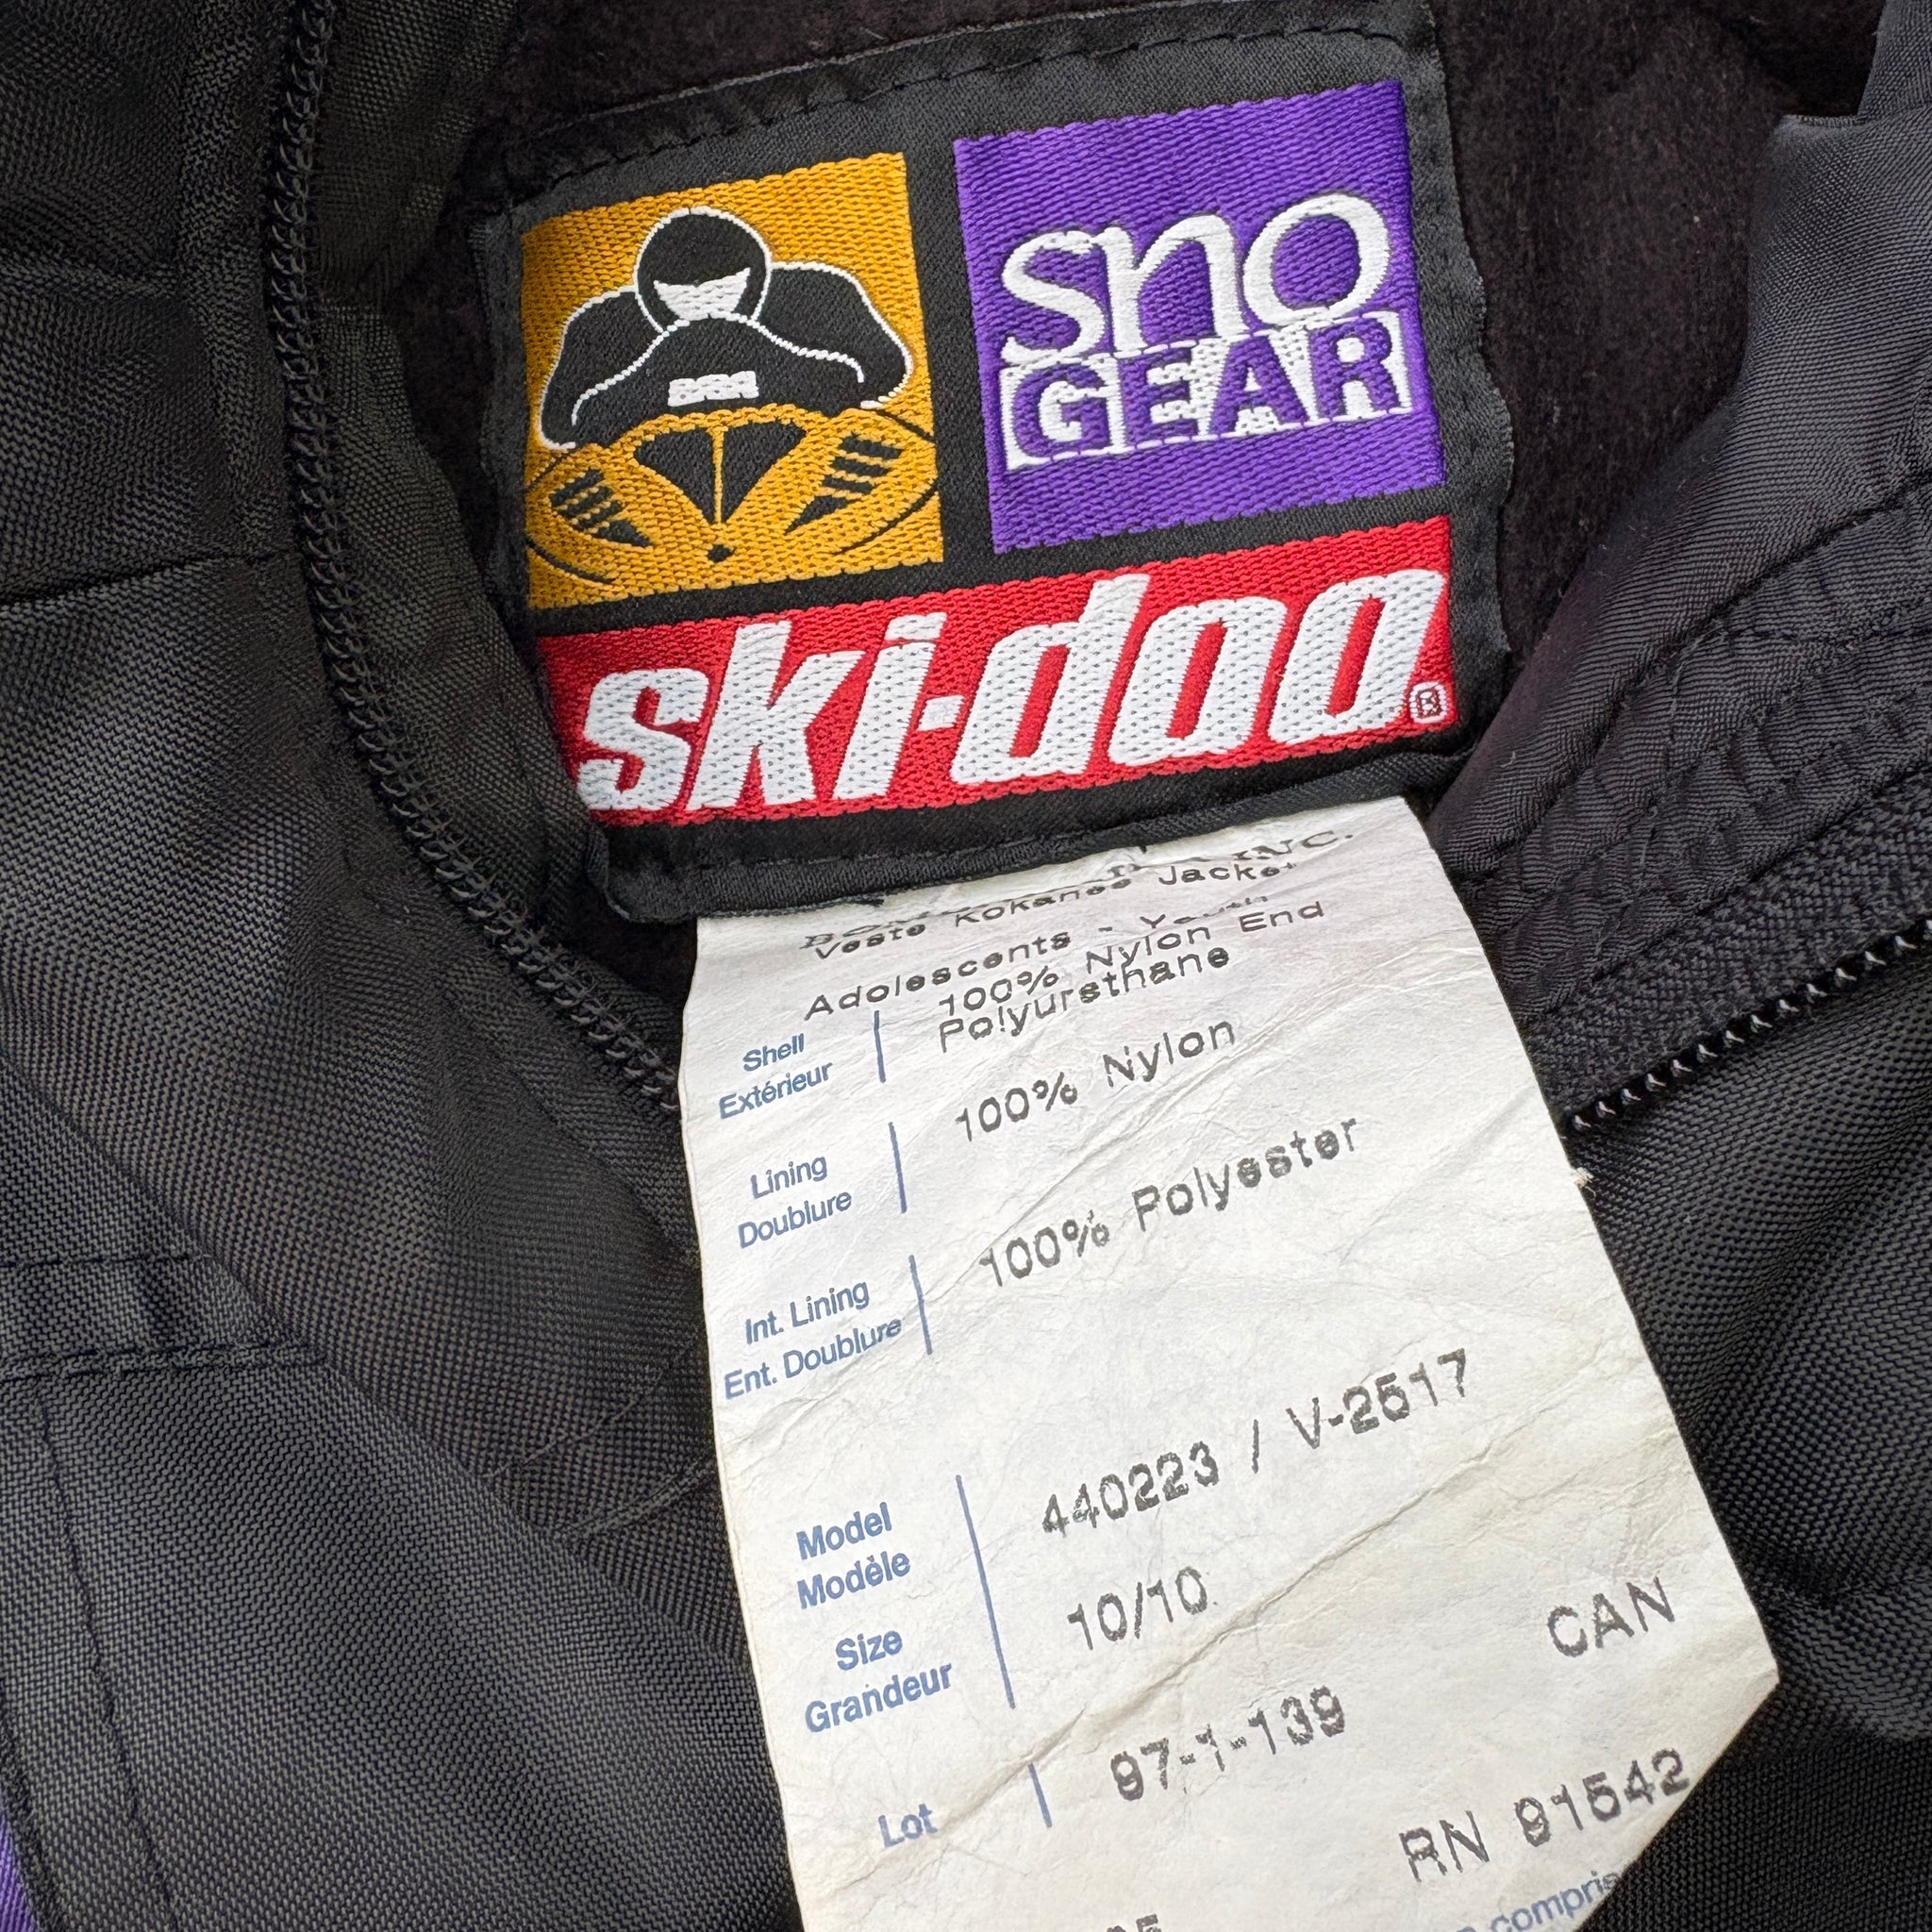 sno
GEAR
ski-doo®
INC.
Veste Kokanee Jacket
Adolescents - Youth
Shell
Extérieur
100% Nylon End
Polyurethane
Lining
Doublure
100% Nylon
Int. Lining
Ent. Doublure
100% Polyester
Model
Modèle
440223 / V-2517
Size
Grandeur
10/10
CAN
Lot
97-1-139
RN 91542